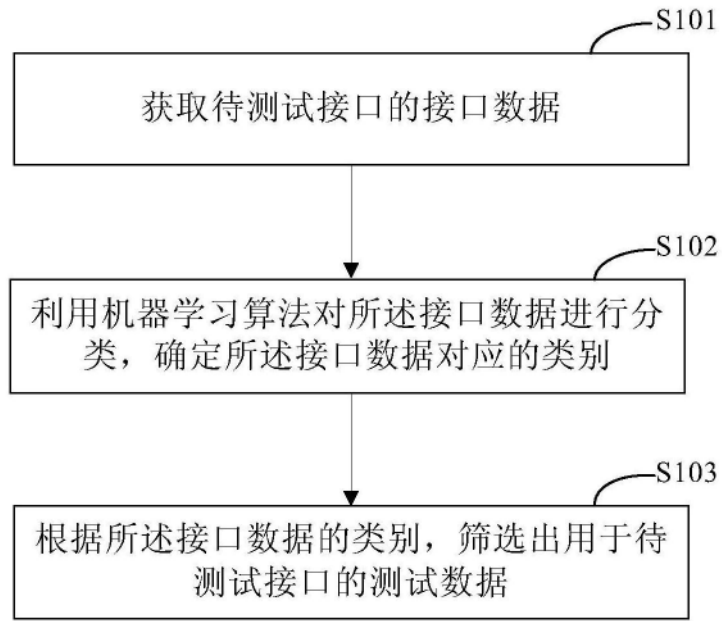 S101
获取待测试接口的接口数据
S102
利用机器学习算法对所述接口数据进行分
类，确定所述接口数据对应的类别
S103
根据所述接口数据的类别，筛选出用于待
测试接口的测试数据